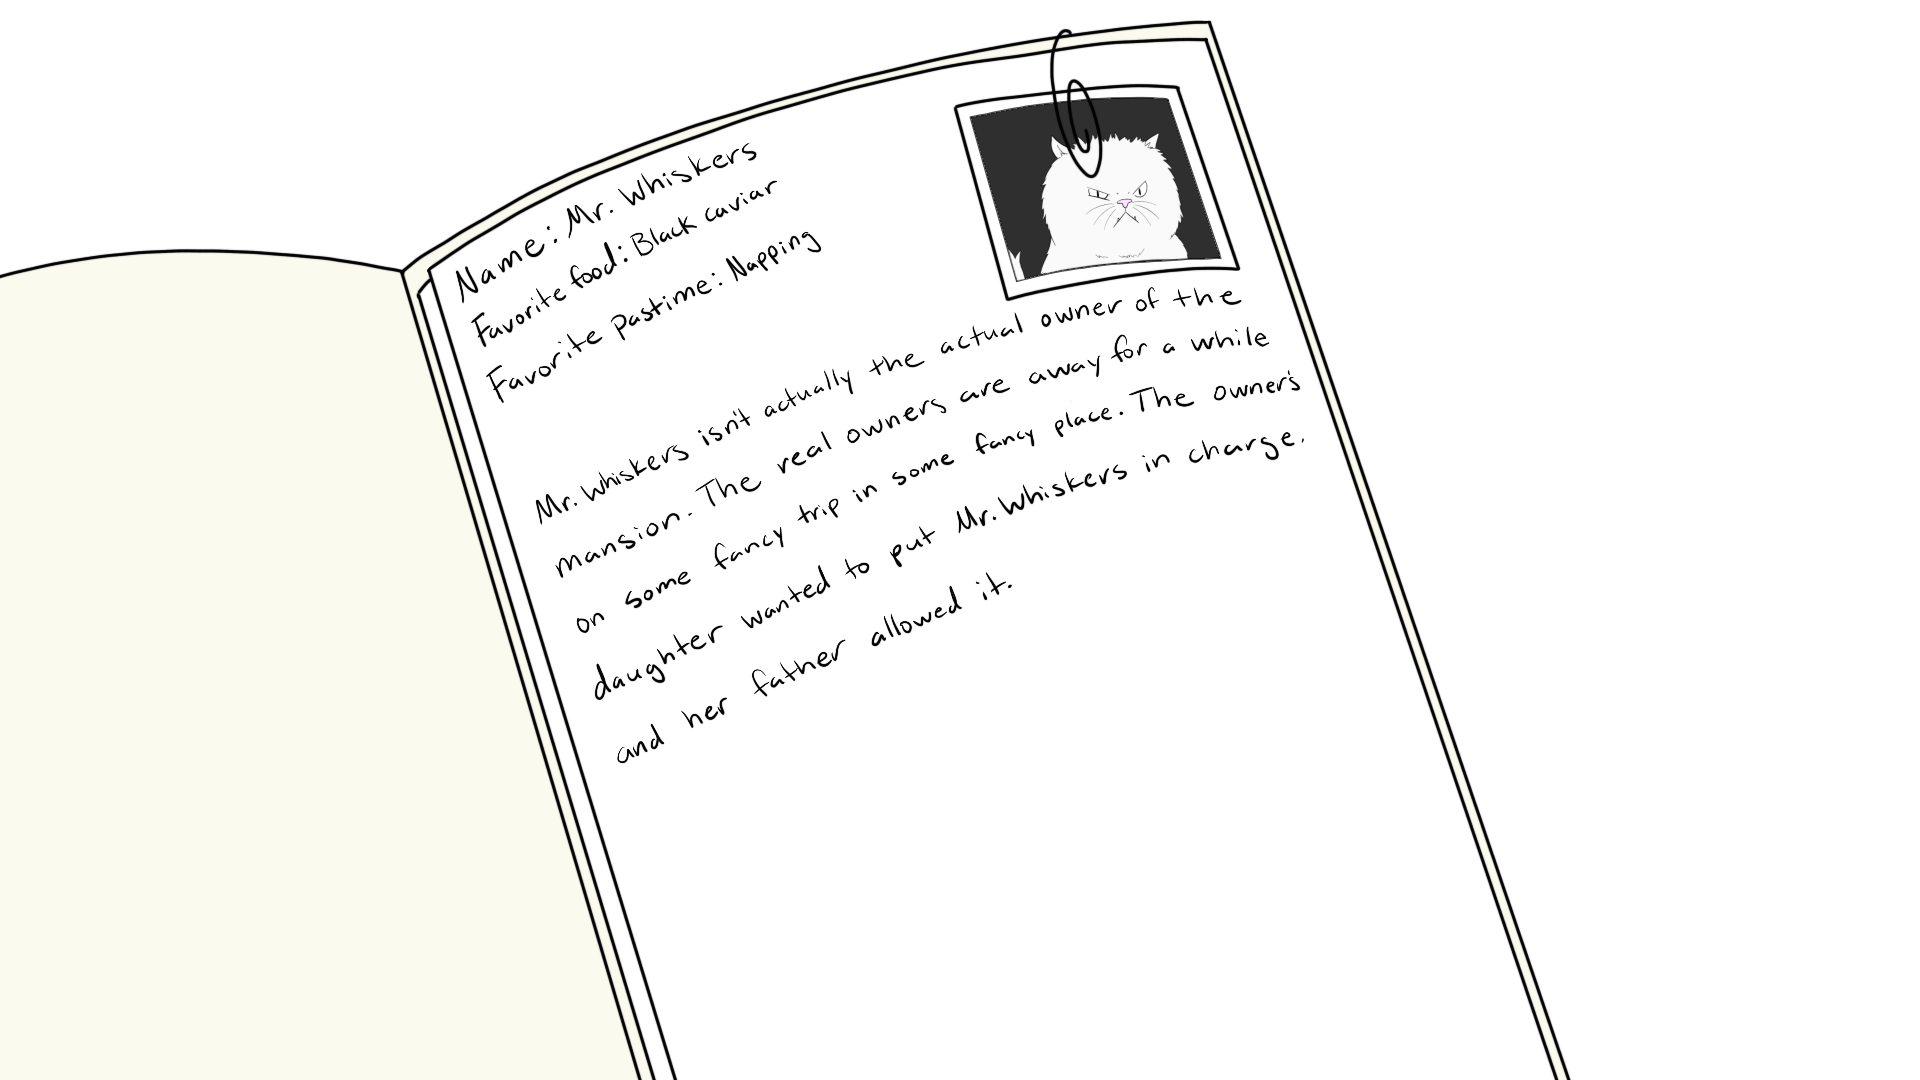 Name: Mr. Whiskers
Favorite food: Black caviar
Favorite pastime: Napping
Mr. Whiskers isn't actually the actual owner of the
mansion. The real owners are away for a while
on some fancy trip in some fancy place. The owner's
daughter wanted to put Mr. Whiskers in charge.
and her father allowed it.